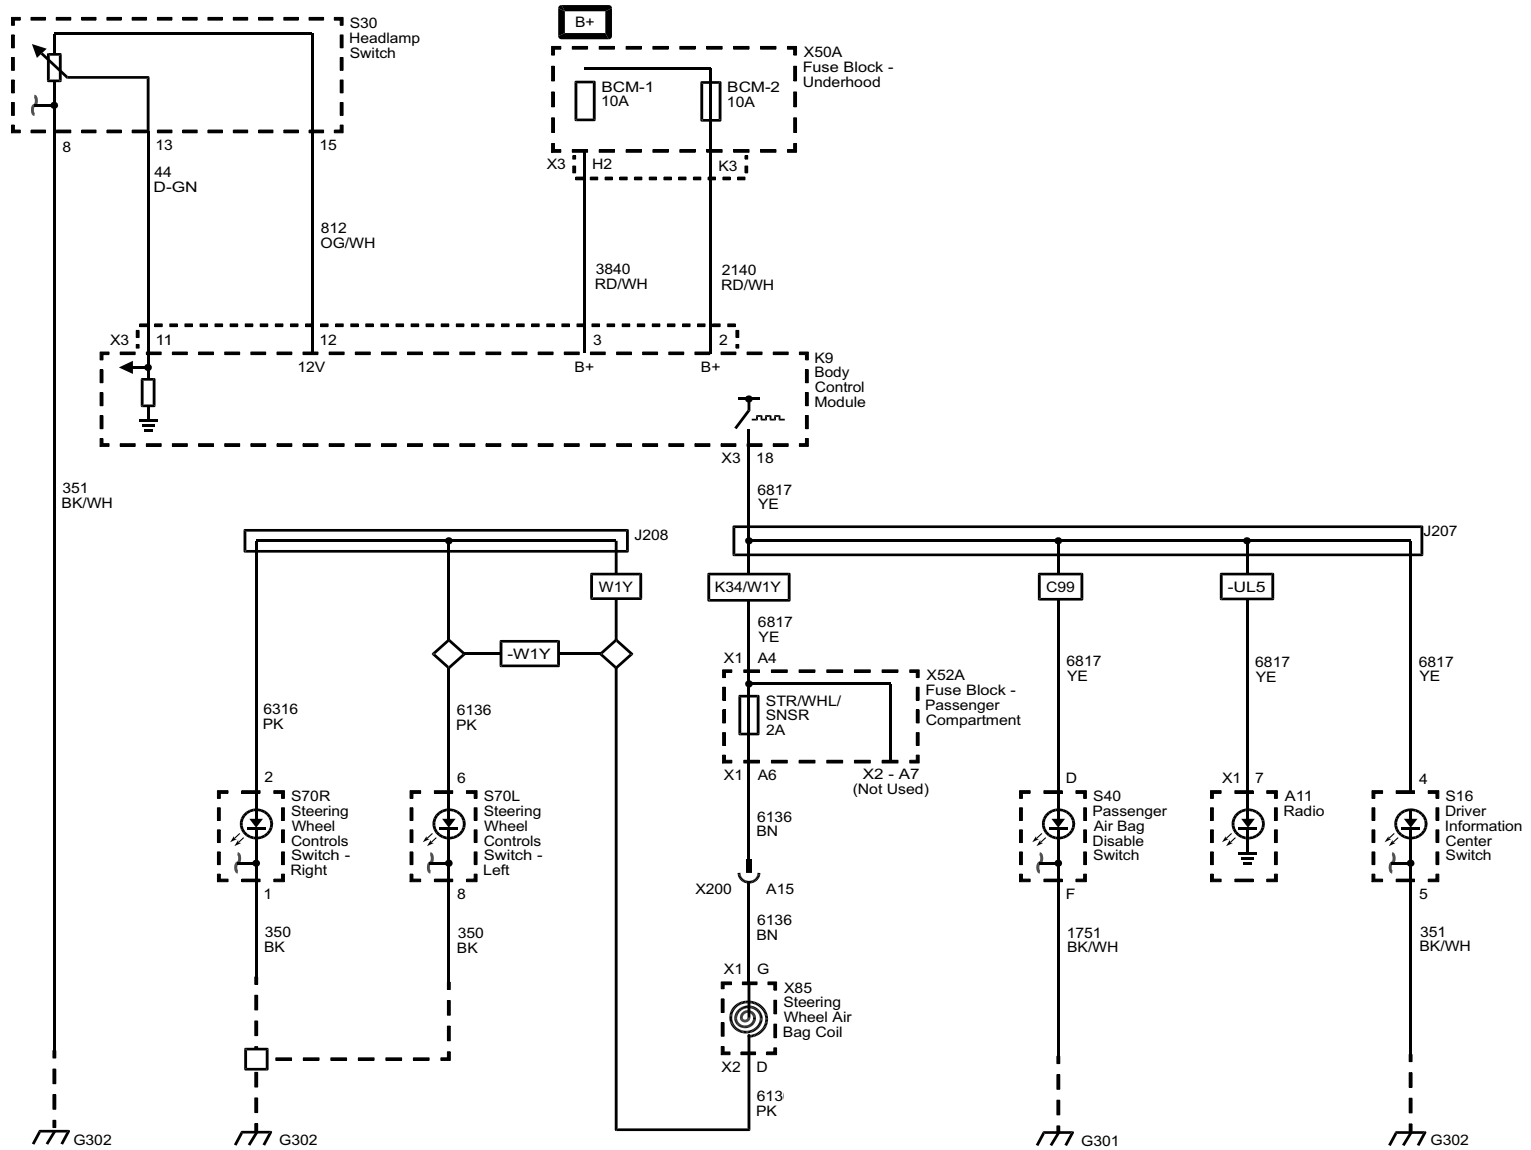 B+
S30
Headlamp
Switch
X50A
Fuse Block -
Underhood
BCM-1
10A
BCM-2
10A
8
13
15
X3
H2
K3
44
D-GN
812
OG/WH
3840
RD/WH
2140
RD/WH
X3
11
12
3
2
12V
B+
B+
K9
Body
Control
Module
X3
18
351
BK/WH
6817
YE
J208
J207
W1Y
K34/W1Y
C99
-UL5
-W1Y
6817
YE
X1
A4
6817
YE
6817
YE
6817
YE
X52A
Fuse Block -
Passenger
Compartment
STR/WHL/
SNSR
2A
6316
PK
6136
PK
X1
A6
X2 - A7
(Not Used)
2
6
D
X1
7
4
S70R
Steering
Wheel
Controls
Switch -
Right
S70L
Steering
Wheel
Controls
Switch -
Left
6136
BN
S40
Passenger
Air Bag
Disable
Switch
A11
Radio
S16
Driver
Information
Center
Switch
X200
A15
1
8
F
5
350
BK
350
BK
6136
BN
1751
BK/WH
351
BK/WH
X1
G
X85
Steering
Wheel Air
Bag Coil
X2
D
613
PK
G302
G302
G301
G302